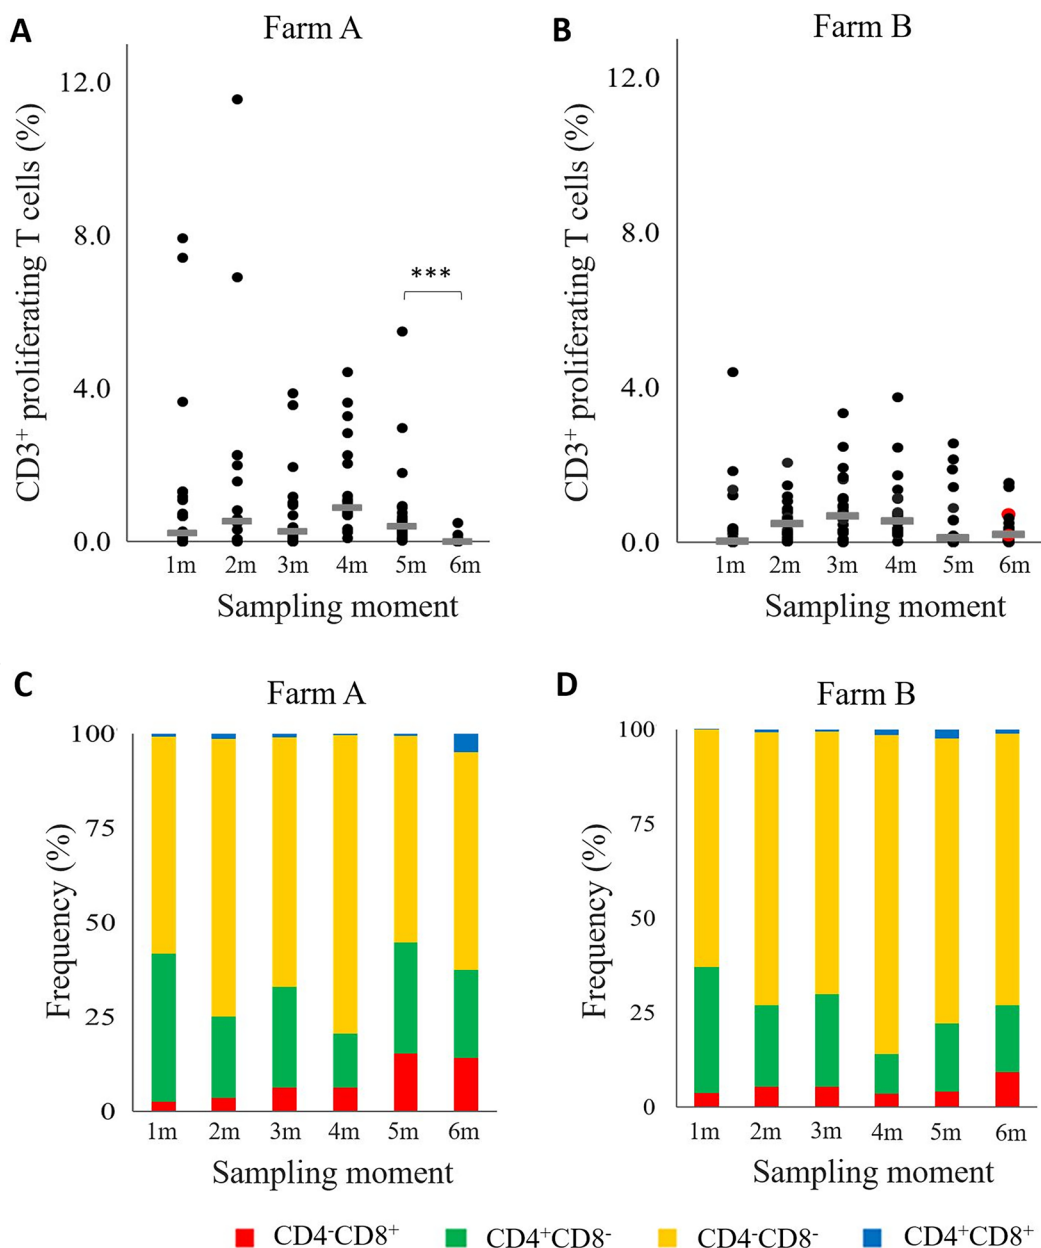 A
Farm A
CD3⁺ proliferating T cells (%)
12.0
8.0
4.0
0.0
***
1m 2m 3m 4m 5m 6m
Sampling moment
B
Farm B
CD3⁺ proliferating T cells (%)
12.0
8.0
4.0
0.0
1m 2m 3m 4m 5m 6m
Sampling moment
C
Farm A
Frequency (%)
100
75
50
25
0
1m 2m 3m 4m 5m 6m
Sampling moment
D
Farm B
Frequency (%)
100
75
50
25
0
1m 2m 3m 4m 5m 6m
Sampling moment
CD4⁻CD8⁺ CD4⁺CD8⁻ CD4⁻CD8⁻ CD4⁺CD8⁺